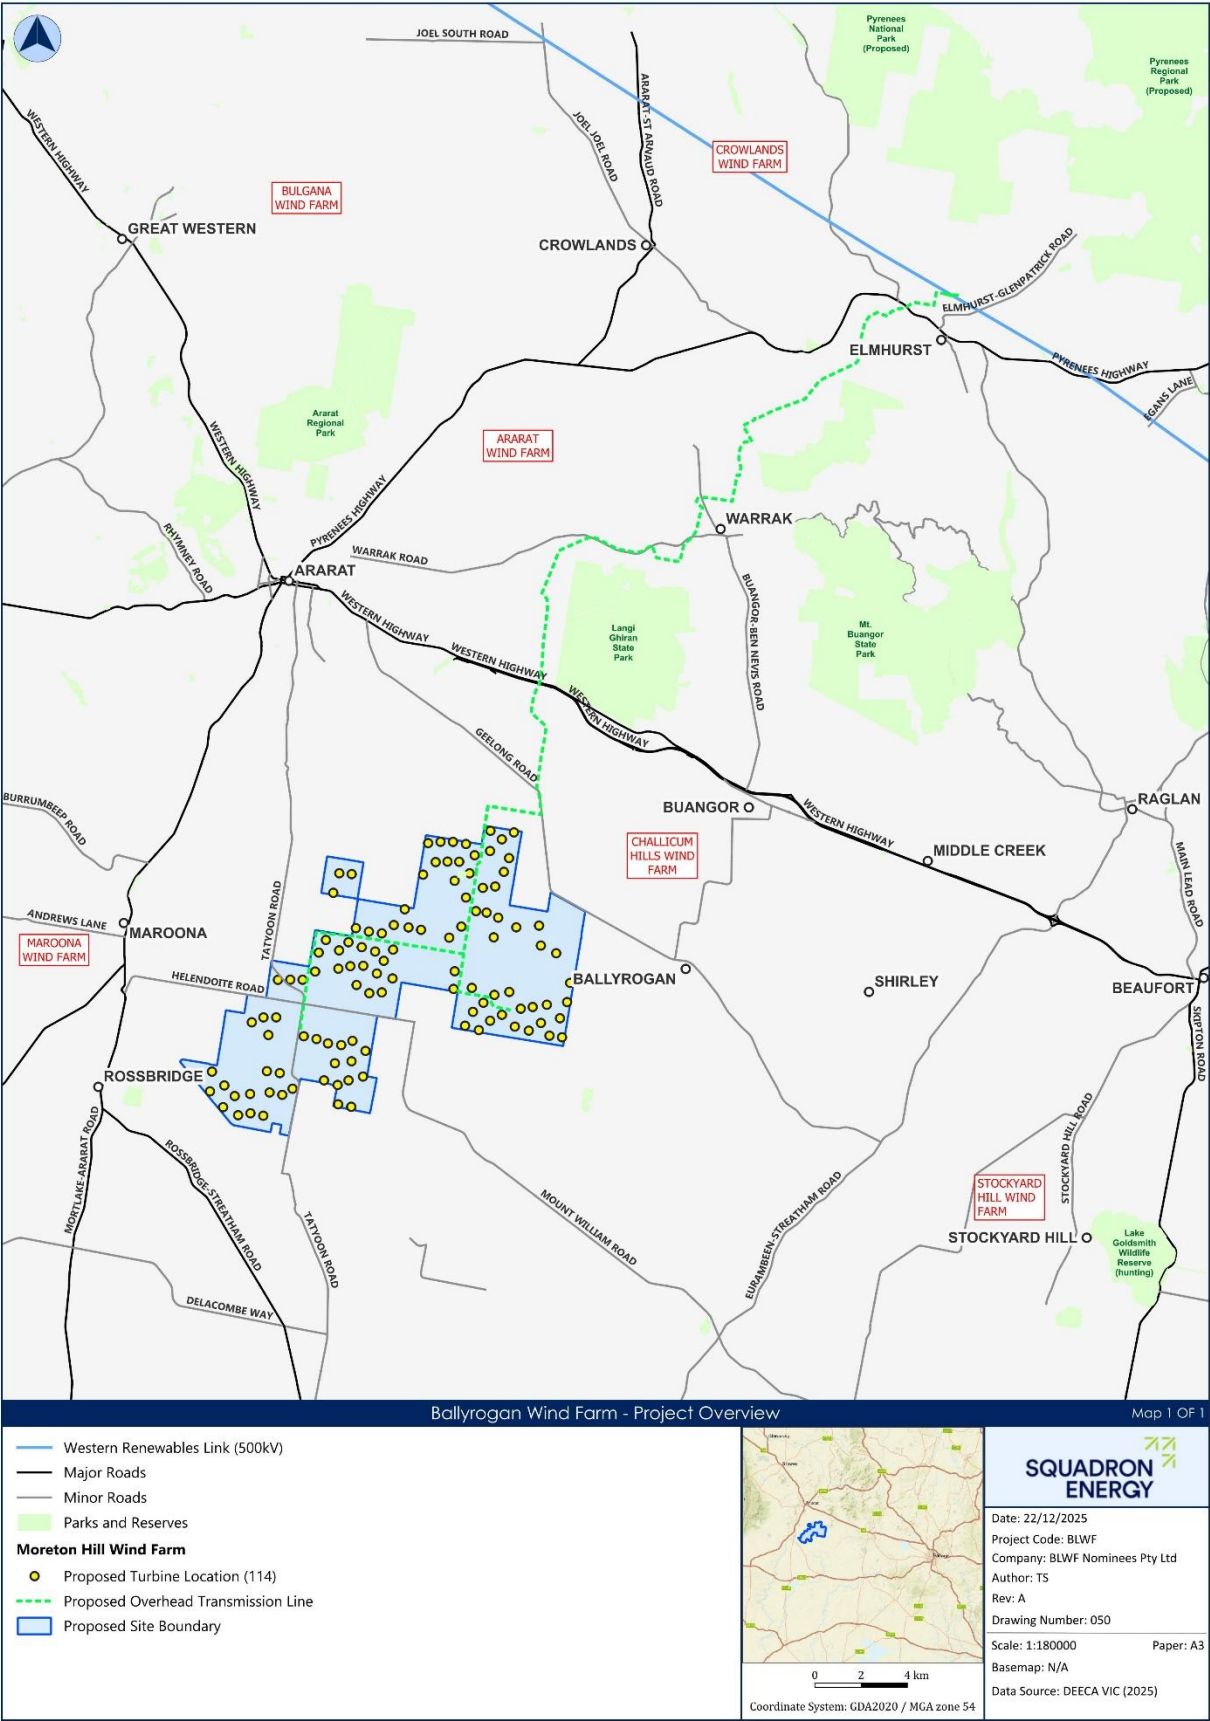 JOEL SOUTH ROAD
Pyrenees
National
Park
(Proposed)
Pyrenees
Regional
Park
(Proposed)
WESTERN HIGHWAY
ARARAT-ST ARNAUD ROAD
JOEL JOEL ROAD
CROWLANDS
WIND FARM
BULGANA
WIND FARM
GREAT WESTERN
CROWLANDS
ELMHURST-GLENPATRICK ROAD
ELMHURST
PYRENEES HIGHWAY
EGANS LANE
Ararat
Regional
Park
WESTERN HIGHWAY
ARARAT
WIND FARM
PYRENEES HIGHWAY
WARRAK
RHYMNEY ROAD
WARRAK ROAD
ARARAT
WESTERN HIGHWAY
BUANGOR-BEN NEVIS ROAD
Langi
Ghiran
State
Park
Mt.
Buangor
State
Park
WESTERN HIGHWAY
WESTERN HIGHWAY
GEELONG ROAD
BURRUMBEEP ROAD
BUANGOR
RAGLAN
WESTERN HIGHWAY
CHALLICUM
HILLS WIND
FARM
MIDDLE CREEK
MAIN LEAD ROAD
TATYOON ROAD
ANDREWS LANE
MAROONA
MAROONA
WIND FARM
HELENDOITE ROAD
BALLYROGAN
SHIRLEY
BEAUFORT
SKIPTON ROAD
ROSSBRIDGE
MORTLAKE-ARARAT ROAD
ROSSBRIDGE-STREATHAM ROAD
STOCKYARD HILL ROAD
TATYOON ROAD
MOUNT WILLIAM ROAD
EURAMBEEN-STREATHAM ROAD
STOCKYARD
HILL WIND
FARM
STOCKYARD HILL
Lake
Goldsmith
Wildlife
Reserve
(hunting)
DELACOMBE WAY
Ballyrogan Wind Farm - Project Overview
Map 1 OF 1
Western Renewables Link (500kV)
Major Roads
Minor Roads
Parks and Reserves
Moreton Hill Wind Farm
Proposed Turbine Location (114)
Proposed Overhead Transmission Line
Proposed Site Boundary
0 2 4 km
Coordinate System: GDA2020 / MGA zone 54
SQUADRON
ENERGY
Date: 22/12/2025
Project Code: BLWF
Company: BLWF Nominees Pty Ltd
Author: TS
Rev: A
Drawing Number: 050
Scale: 1:180000 Paper: A3
Basemap: N/A
Data Source: DEECA VIC (2025)